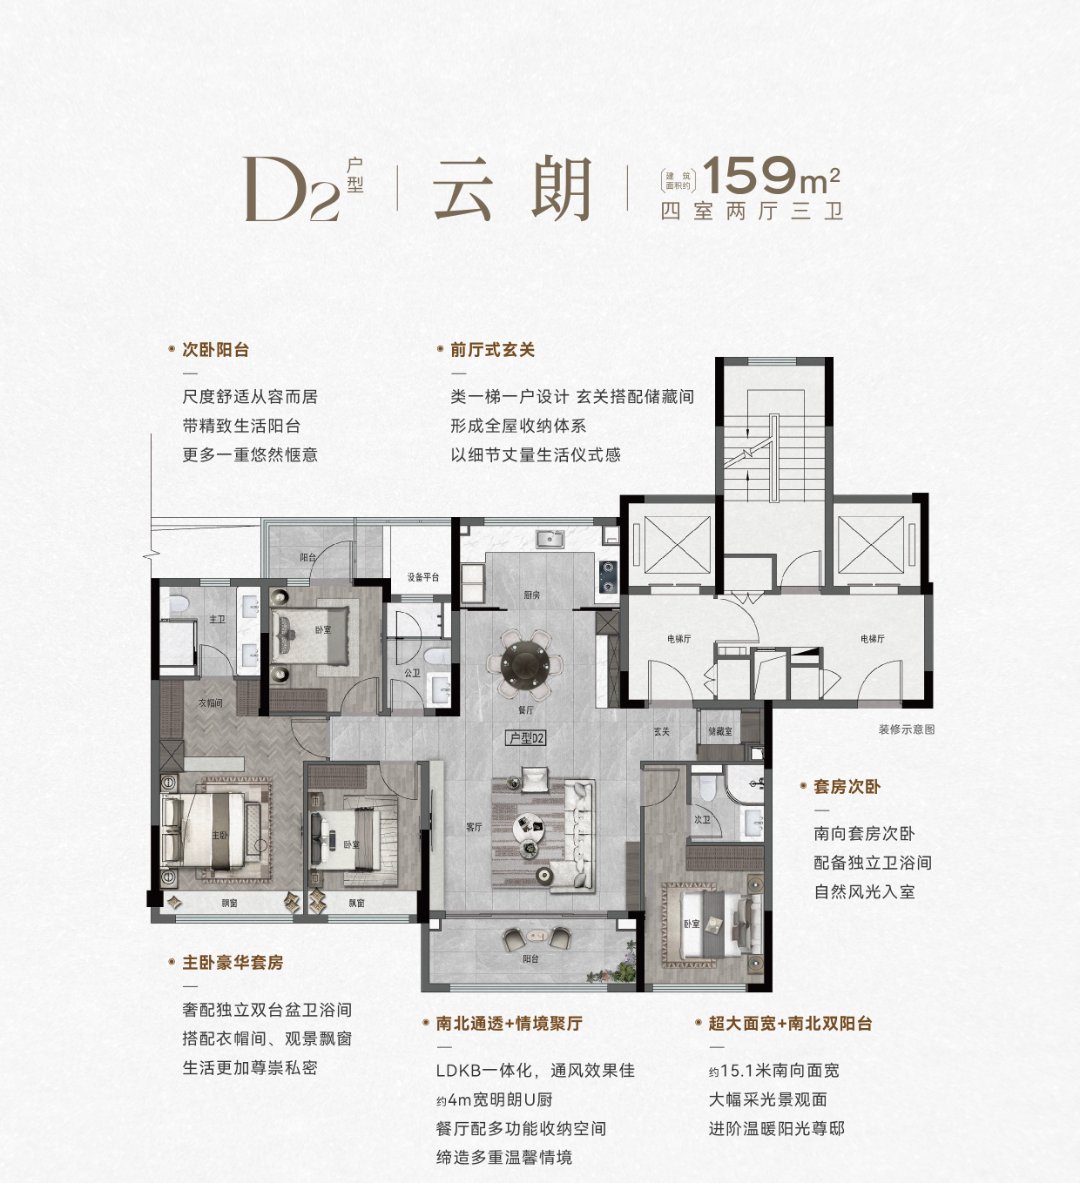 D2 户型 云朗 建筑面积约 159m²
四室两厅三卫
次卧阳台
尺度舒适从容而居
带精致生活阳台
更多一重悠然惬意
前厅式玄关
类一梯一户设计 玄关搭配储藏间
形成全屋收纳体系
以细节丈量生活仪式感
阳台
设备平台
厨房
主卫
卧室
公卫
电梯厅
电梯厅
衣帽间
餐厅
户型D2
玄关
储藏室
装修示意图
主卧
卧室
客厅
次卫
飘窗
飘窗
卧室
阳台
套房次卧
南向套房次卧
配备独立卫浴间
自然风光入室
主卧豪华套房
奢配独立双台盆卫浴间
搭配衣帽间、观景飘窗
生活更加尊崇私密
南北通透+情境聚厅
LDKB一体化，通风效果佳
约4m宽明朗U厨
餐厅配多功能收纳空间
缔造多重温馨情境
超大面宽+南北双阳台
约15.1米南向面宽
大幅采光景观面
进阶温暖阳光尊邸